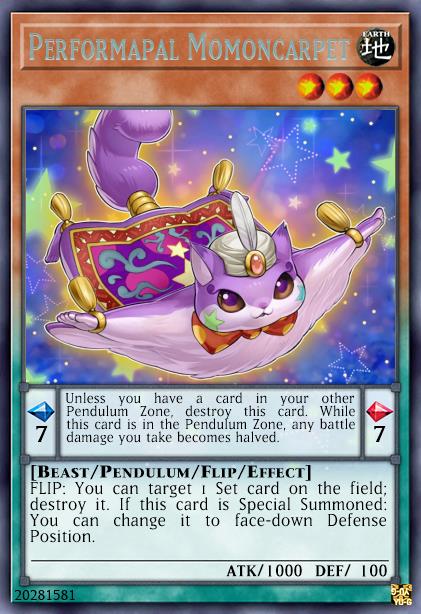 PERFORMAPAL MOMONCARPET
EARTH
地
Unless you have a card in your other
Pendulum Zone, destroy this card. While
this card is in the Pendulum Zone, any battle
damage you take becomes halved.
7
7
[BEAST/PENDULUM/FLIP/EFFECT]
FLIP: You can target 1 Set card on the field;
destroy it. If this card is Special Summoned:
You can change it to face-down Defense
Position.
ATK/1000 DEF/ 100
20281581